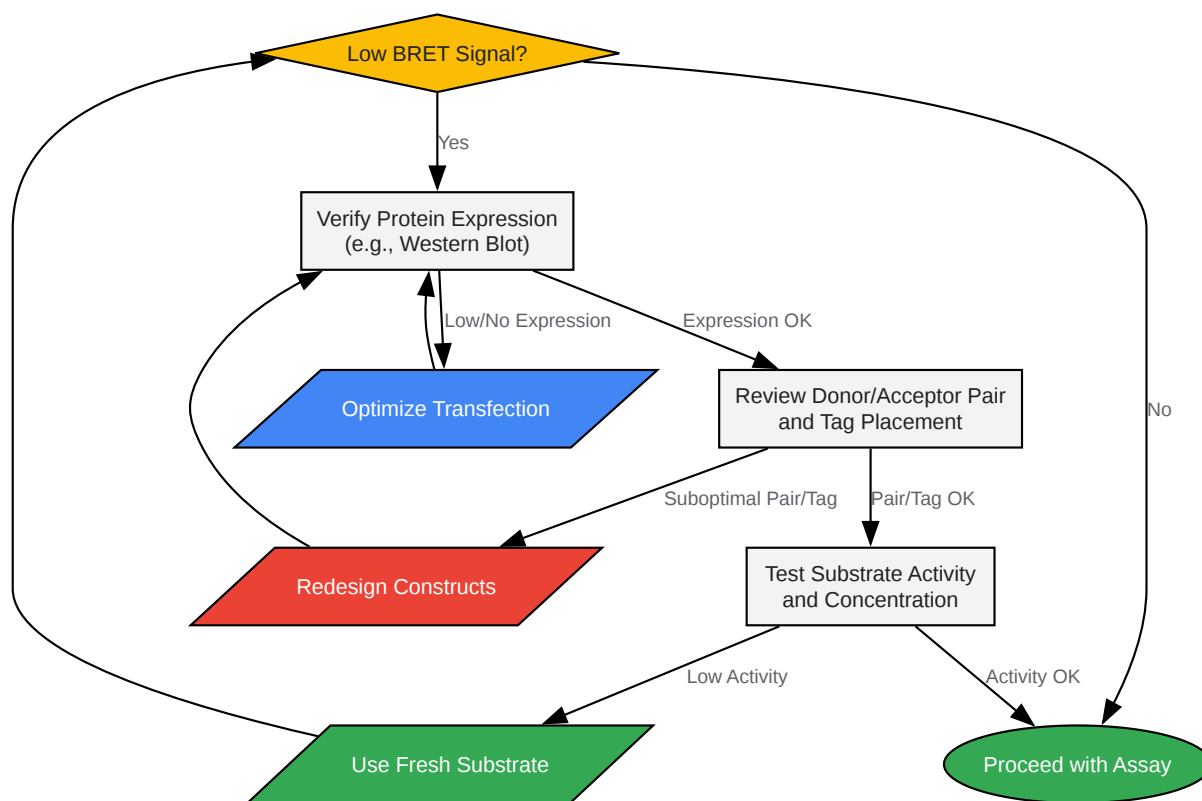 Low BRET Signal?
Yes
Verify Protein Expression
(e.g., Western Blot)
Low/No Expression
Expression OK
Optimize Transfection
Review Donor/Acceptor Pair
and Tag Placement
No
Suboptimal Pair/Tag
Pair/Tag OK
Redesign Constructs
Test Substrate Activity
and Concentration
Low Activity
Activity OK
Use Fresh Substrate
Proceed with Assay